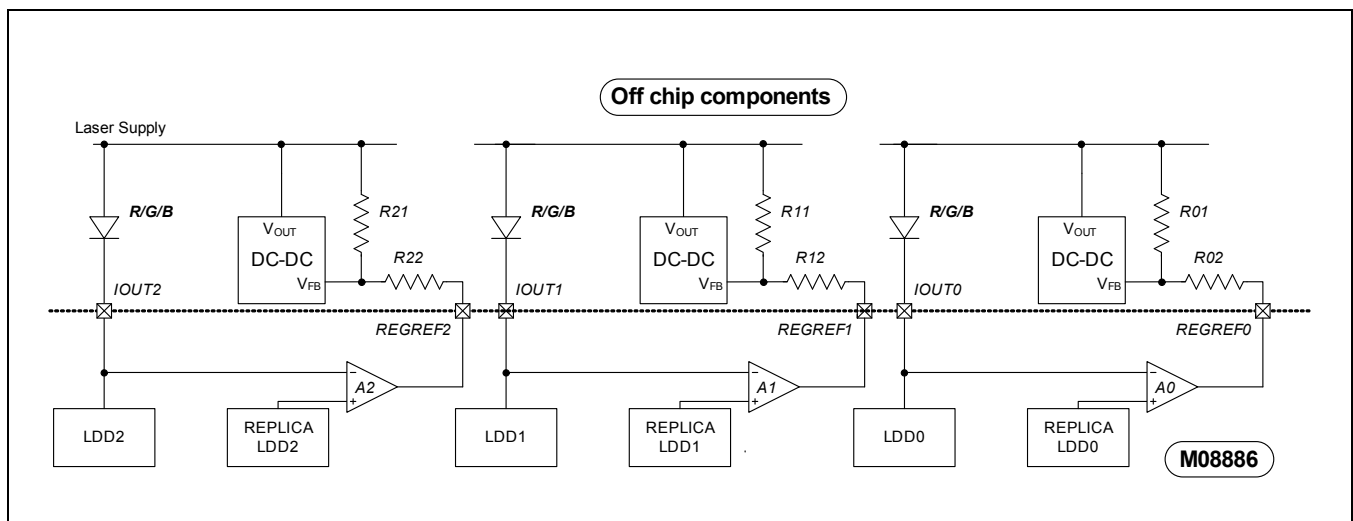 Off chip components
Laser Supply
R/G/B
R21
R/G/B
R11
R/G/B
R01
VOUT
DC-DC
VFB
R22
VOUT
DC-DC
VFB
R12
VOUT
DC-DC
VFB
R02
IOUT2
IOUT1
IOUT0
REGREF2
REGREF1
REGREF0
− + A2
− + A1
− + A0
LDD2
REPLICA
LDD2
LDD1
REPLICA
LDD1
LDD0
REPLICA
LDD0
M08886